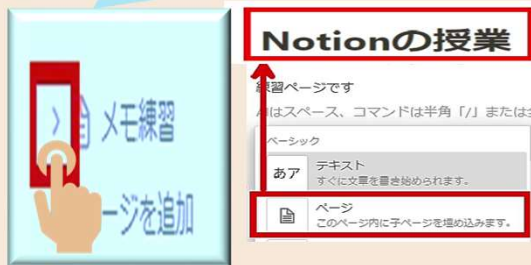 メモ練習
ージを追加
Notionの授業
練習ページです
はスペース、コマンドは半角「/」または全
ベーシック
あア テキスト
すぐに文章を書き始められます。
ページ
このページ内に子ページを埋め込みます。